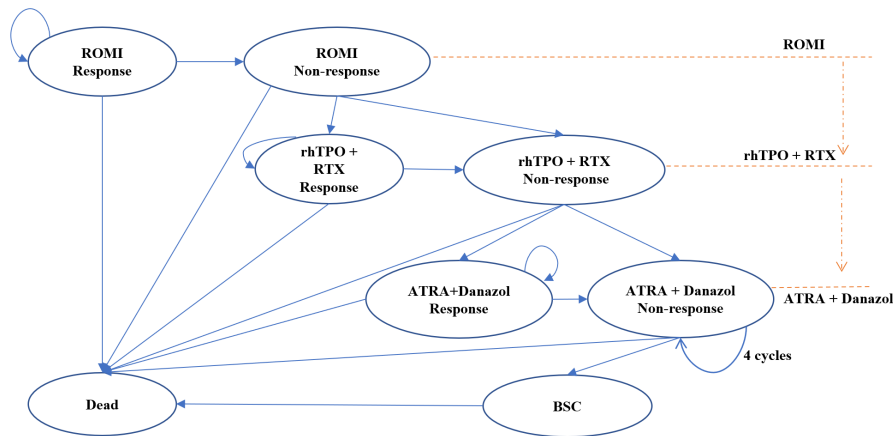 ROMI
Response
ROMI
Non-response
ROMI
rhTPO +
RTX
Response
rhTPO + RTX
Non-response
rhTPO + RTX
ATRA+Danazol
Response
ATRA + Danazol
Non-response
ATRA + Danazol
4 cycles
Dead
BSC